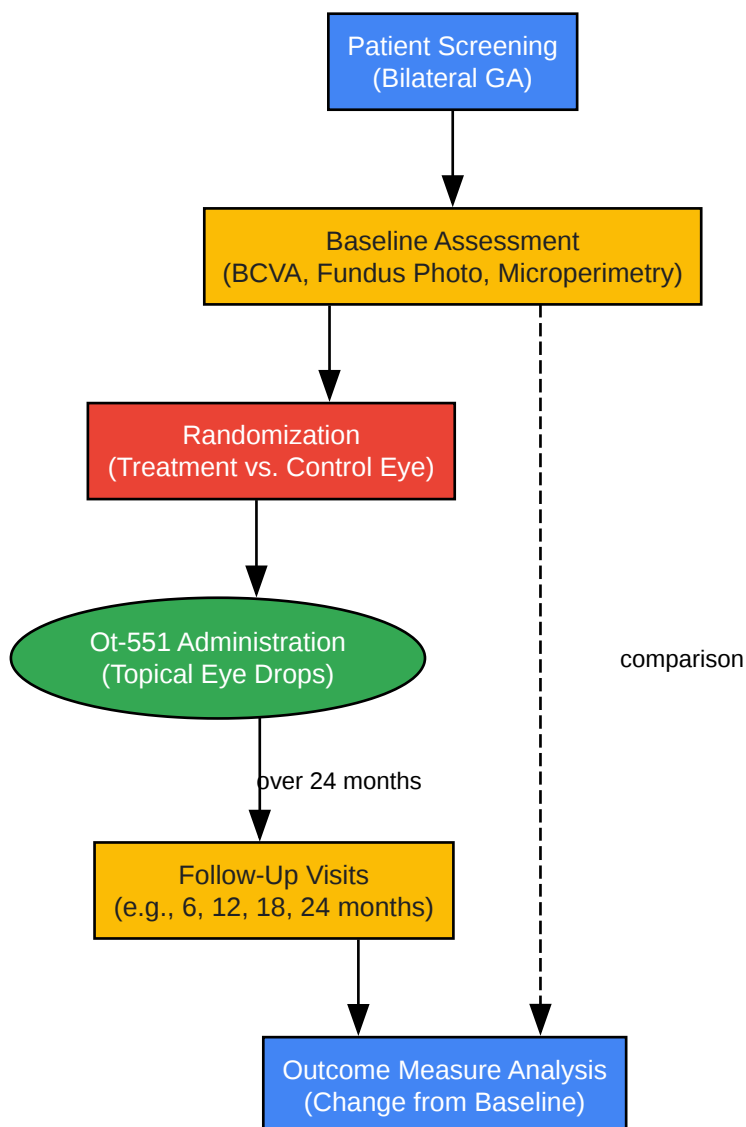 Patient Screening
(Bilateral GA)
Baseline Assessment
(BCVA, Fundus Photo, Microperimetry)
Randomization
(Treatment vs. Control Eye)
Ot-551 Administration
(Topical Eye Drops)
comparison
over 24 months
Follow-Up Visits
(e.g., 6, 12, 18, 24 months)
Outcome Measure Analysis
(Change from Baseline)